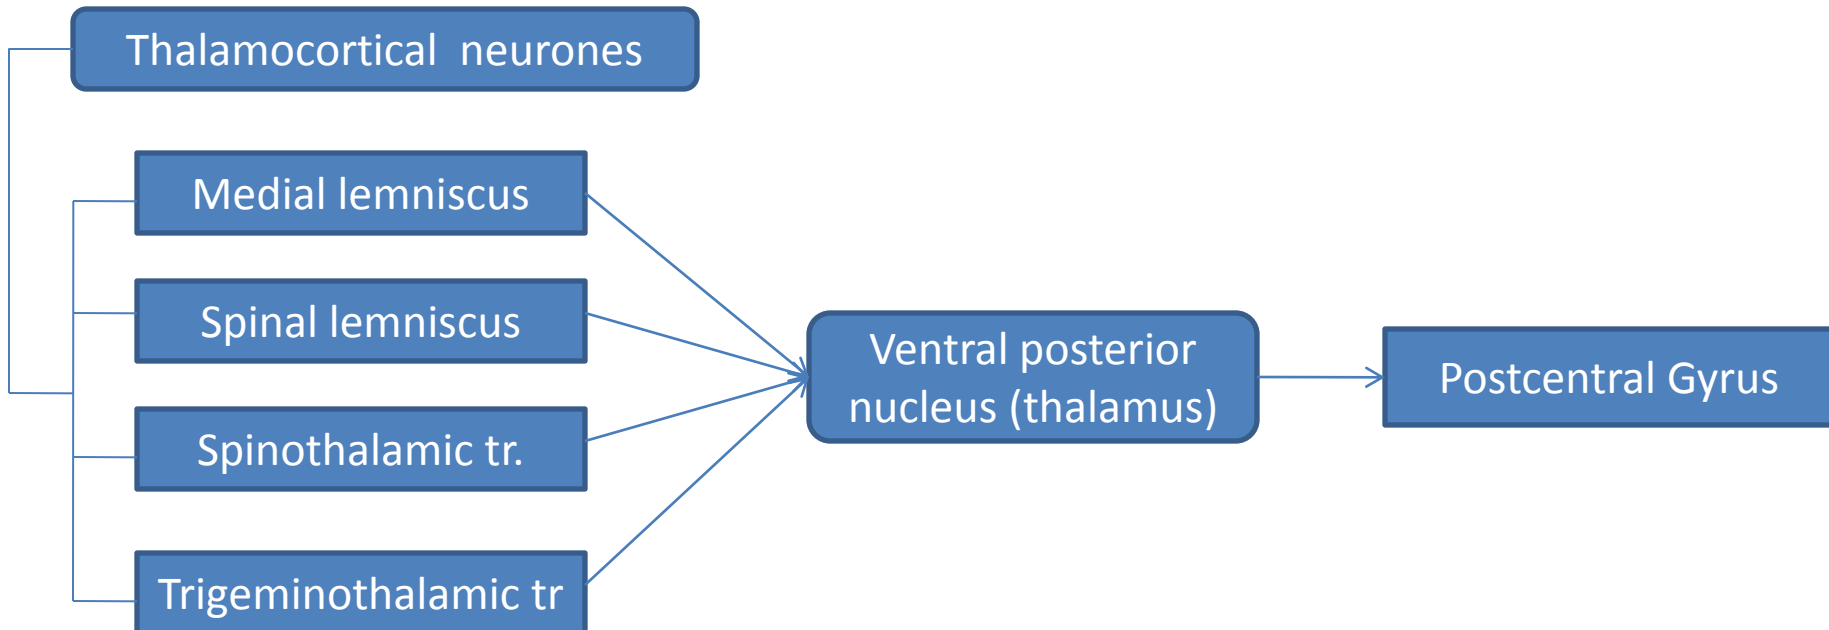 Thalamocortical  neurones
Medial lemniscus
Spinal lemniscus
Spinothalamic tr.
Trigeminothalamic tr
Ventral posterior
nucleus (thalamus)
Postcentral Gyrus